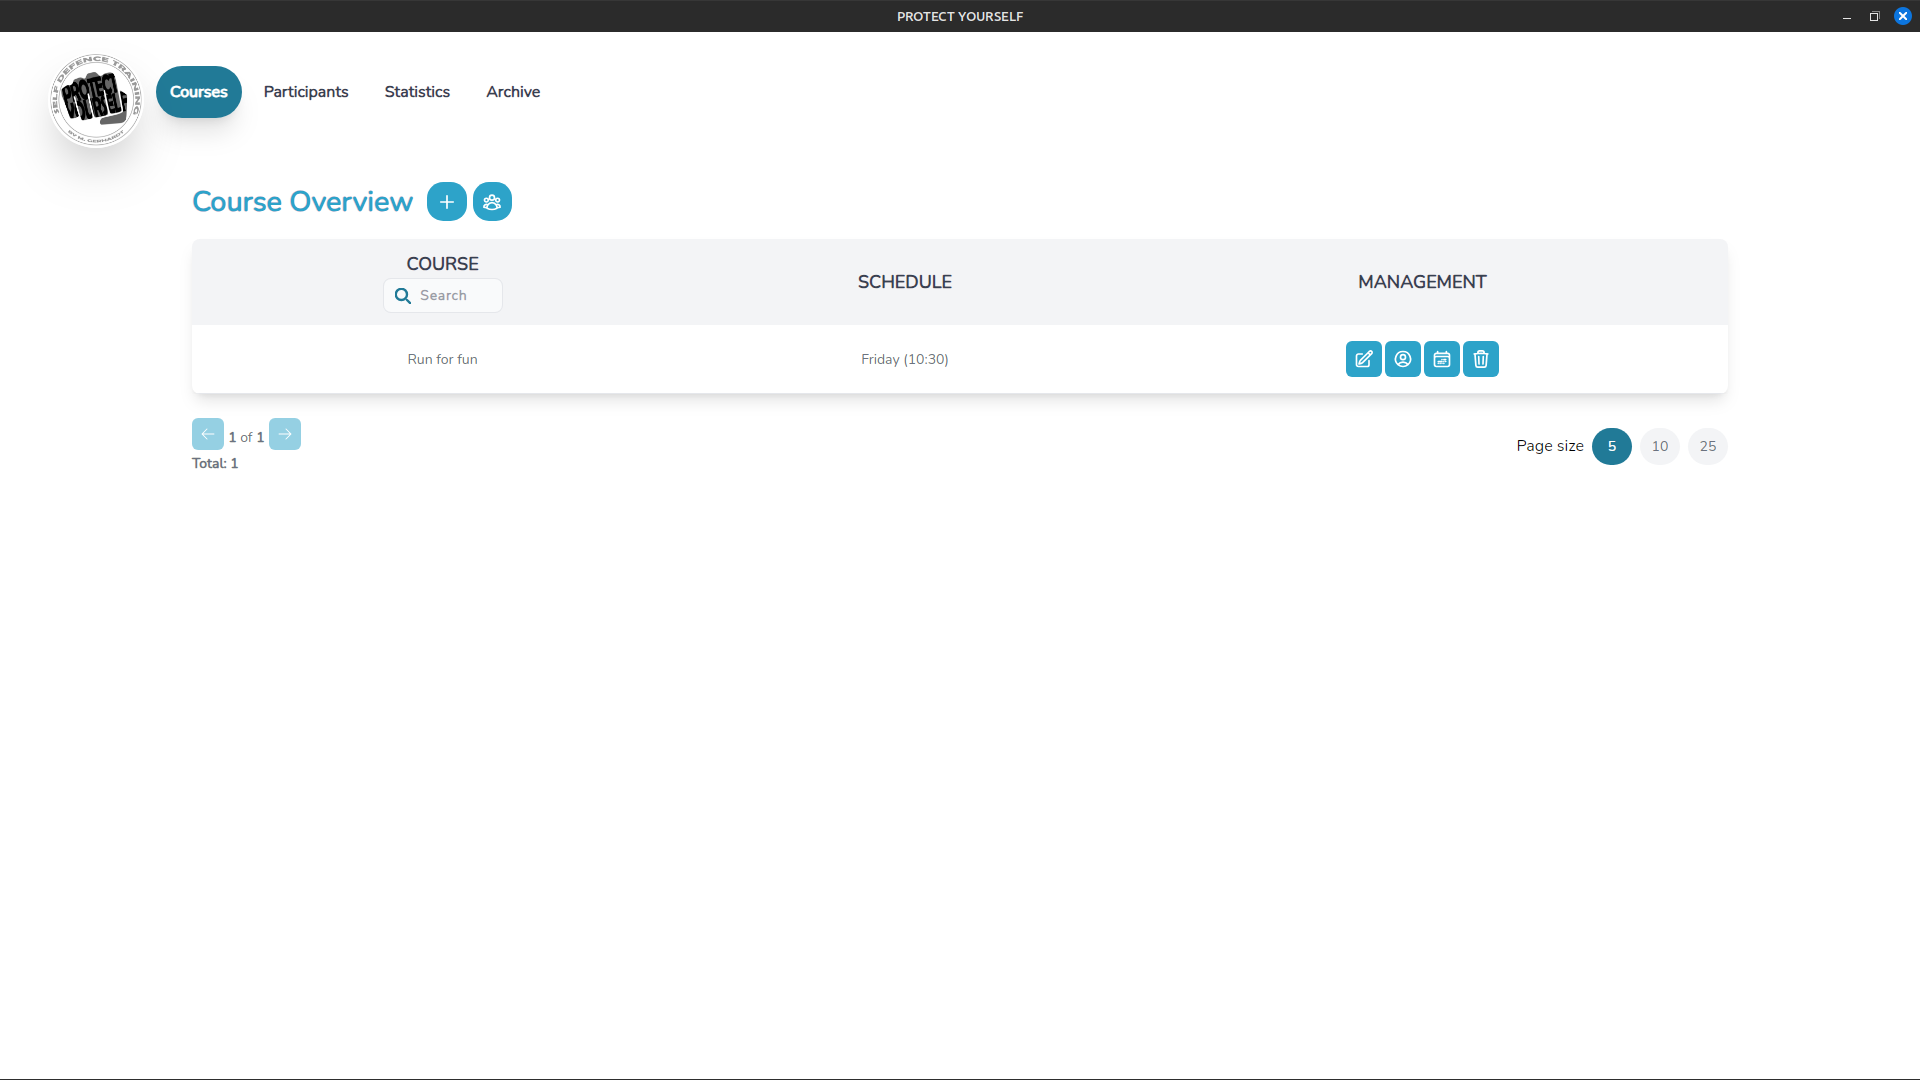 PROTECT YOURSELF
SELF DEFENCE TRAINING
PROTECT
YOURSELF
BY M. GERHARDT
Courses
Participants
Statistics
Archive
Course Overview
COURSE
SCHEDULE
MANAGEMENT
Search
Run for fun
Friday (10:30)
1 of 1
Total: 1
Page size
5
10
25